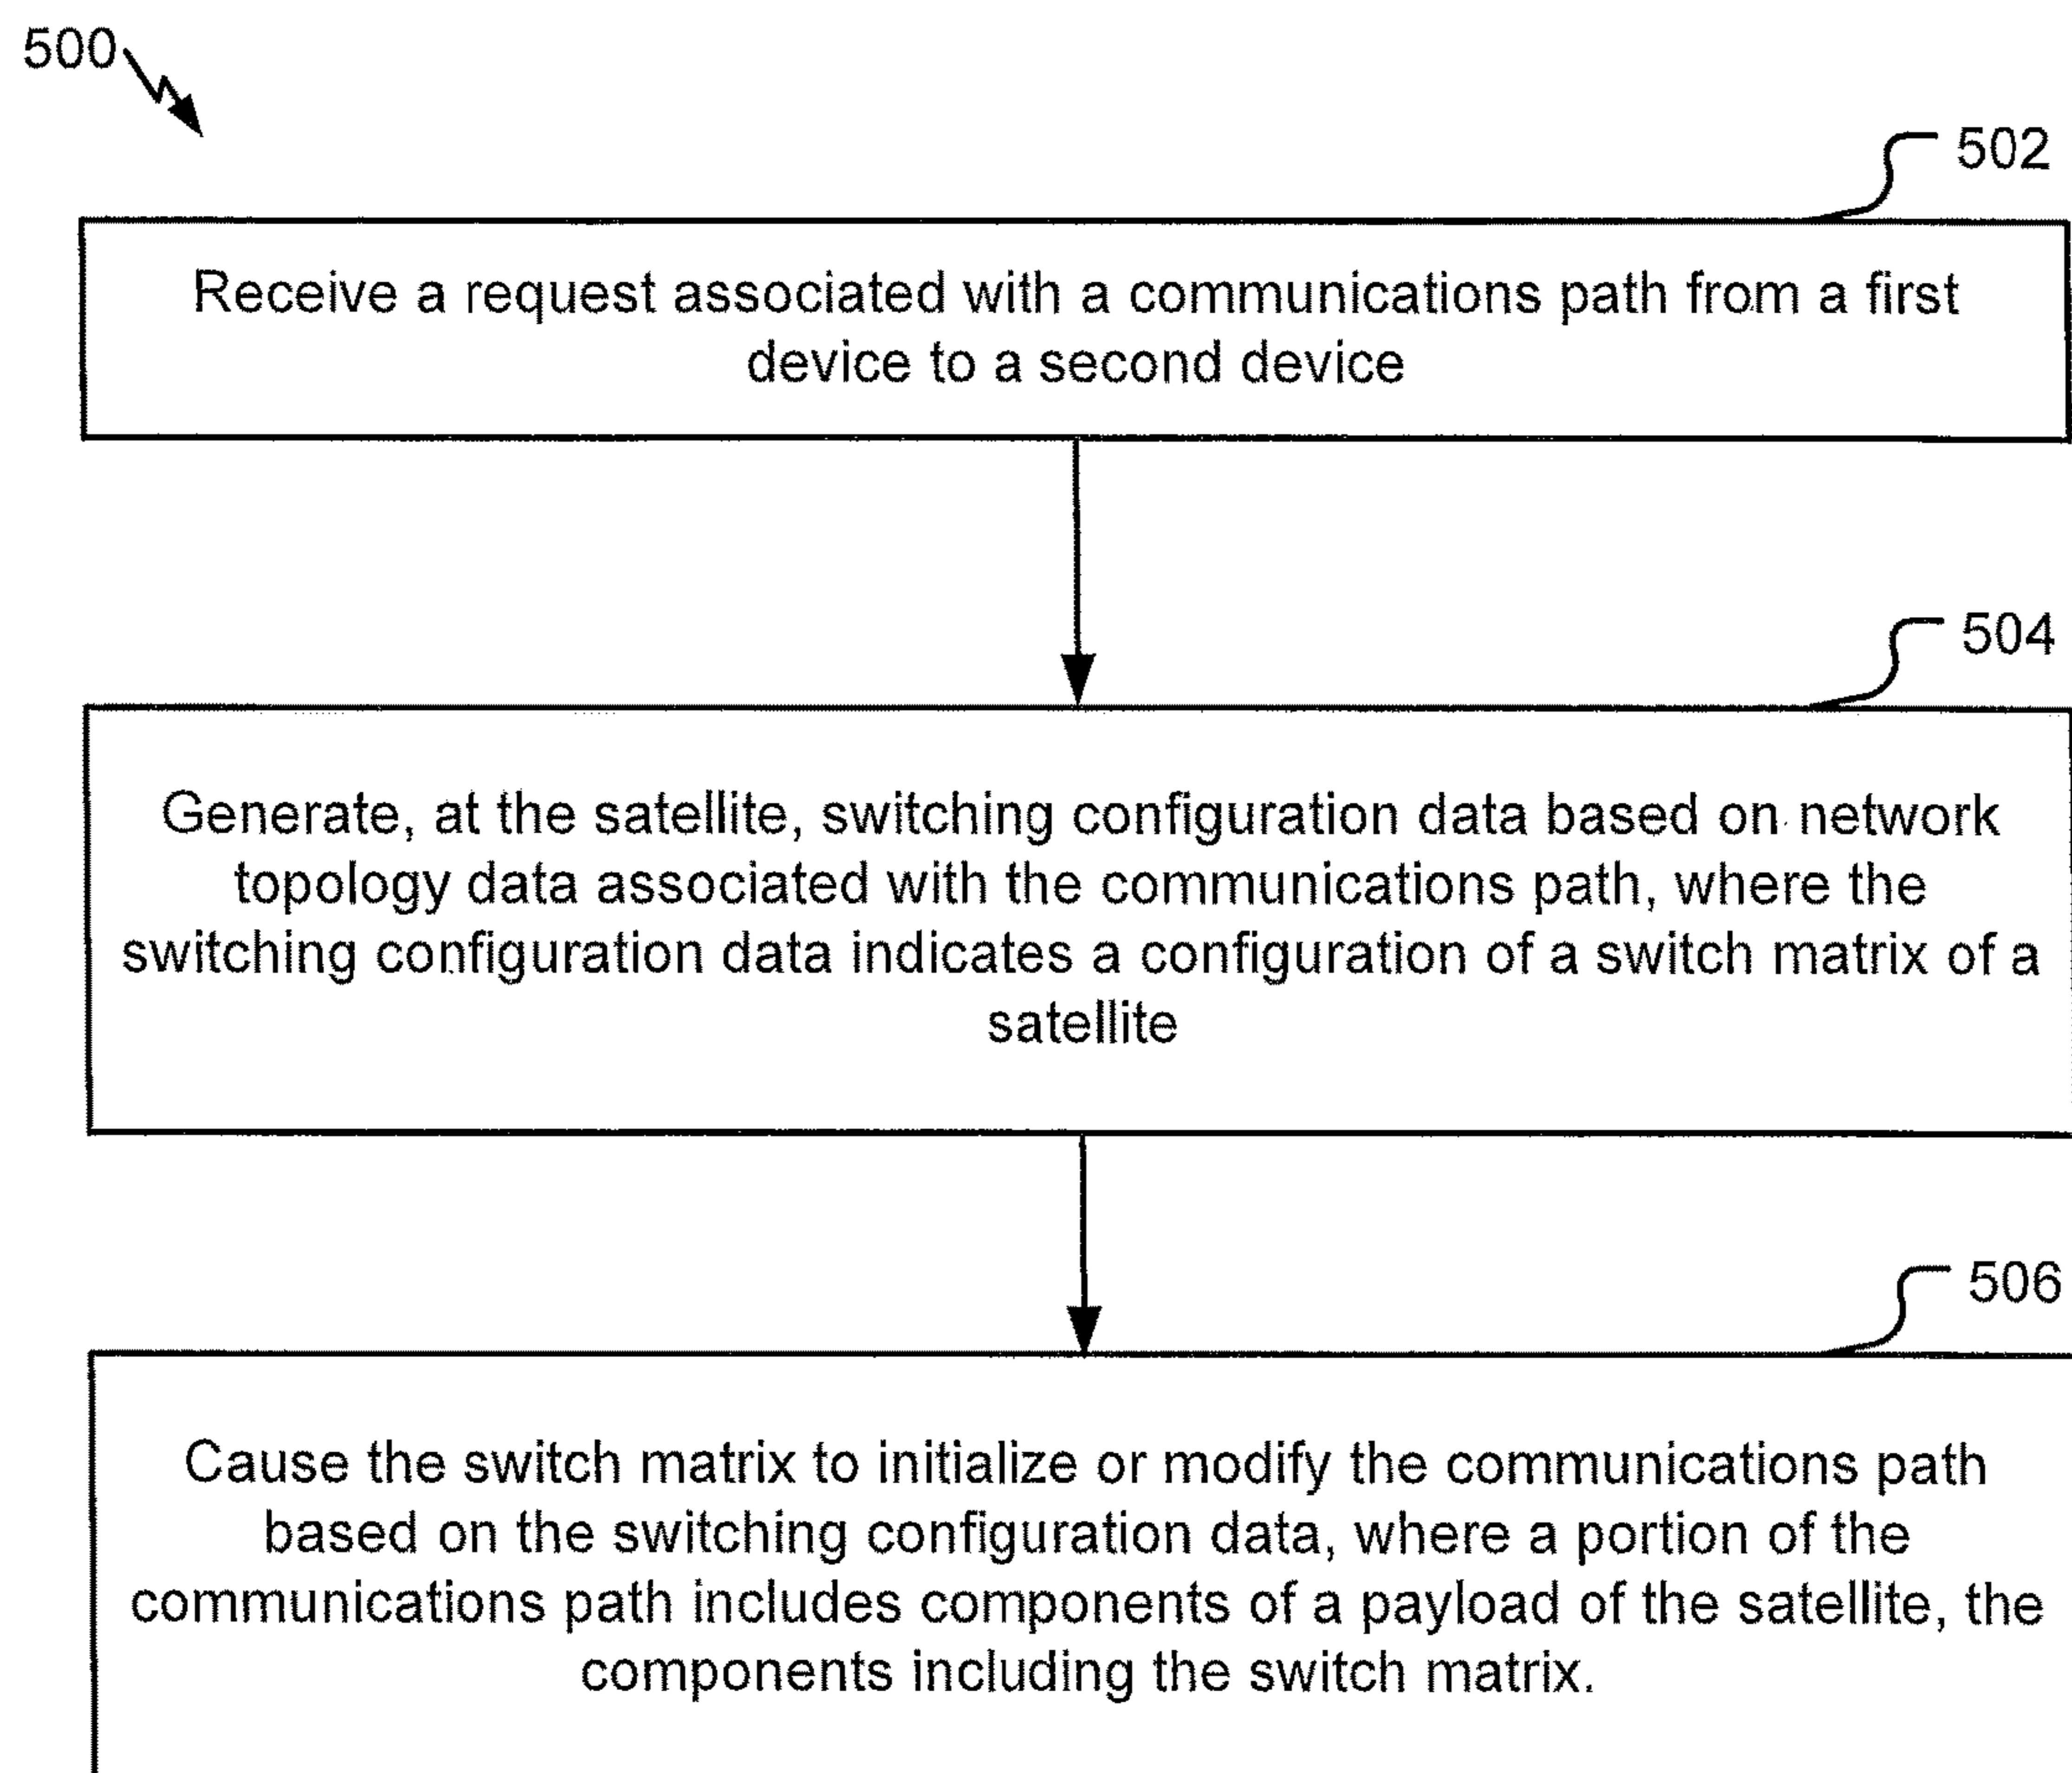 500
502
Receive a request associated with a communications path from a first
device to a second device
504
Generate, at the satellite, switching configuration data based on network
topology data associated with the communications path, where the
switching configuration data indicates a configuration of a switch matrix of a
satellite
506
Cause the switch matrix to initialize or modify the communications path
based on the switching configuration data, where a portion of the
communications path includes components of a payload of the satellite, the
components including the switch matrix.